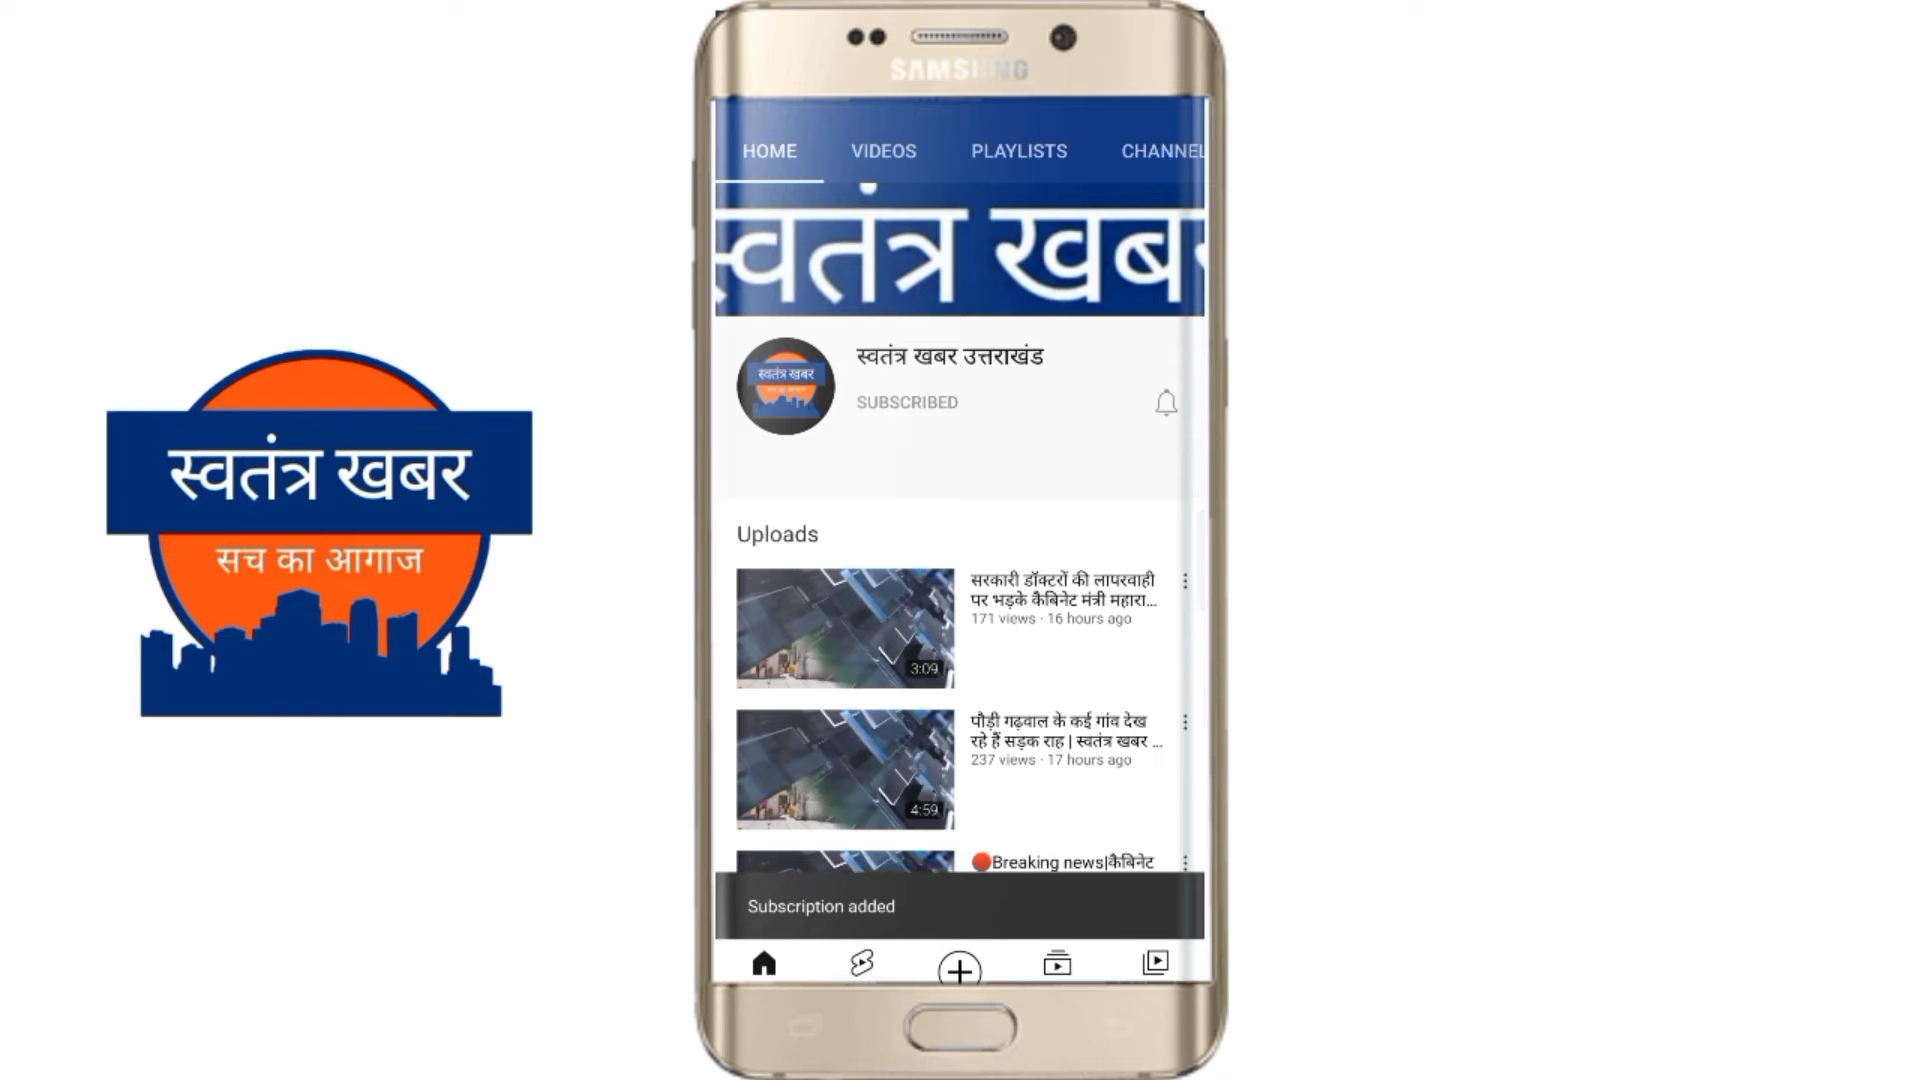 स्वतंत्र खबर
सच का आगाज
SAMSUNG
HOME VIDEOS PLAYLISTS CHANNEL
स्वतंत्र खबर
स्वतंत्र खबर
स्वतंत्र खबर उत्तराखंड
SUBSCRIBED
Uploads
सरकारी डॉक्टरों की लापरवाही
पर भड़के कैबिनेट मंत्री महारा...
171 views · 16 hours ago
3:09
पौड़ी गढ़वाल के कई गांव देख
रहे हैं सड़क राह | स्वतंत्र खबर ...
237 views · 17 hours ago
4:59
🔴Breaking news|कैबिनेट
Subscription added